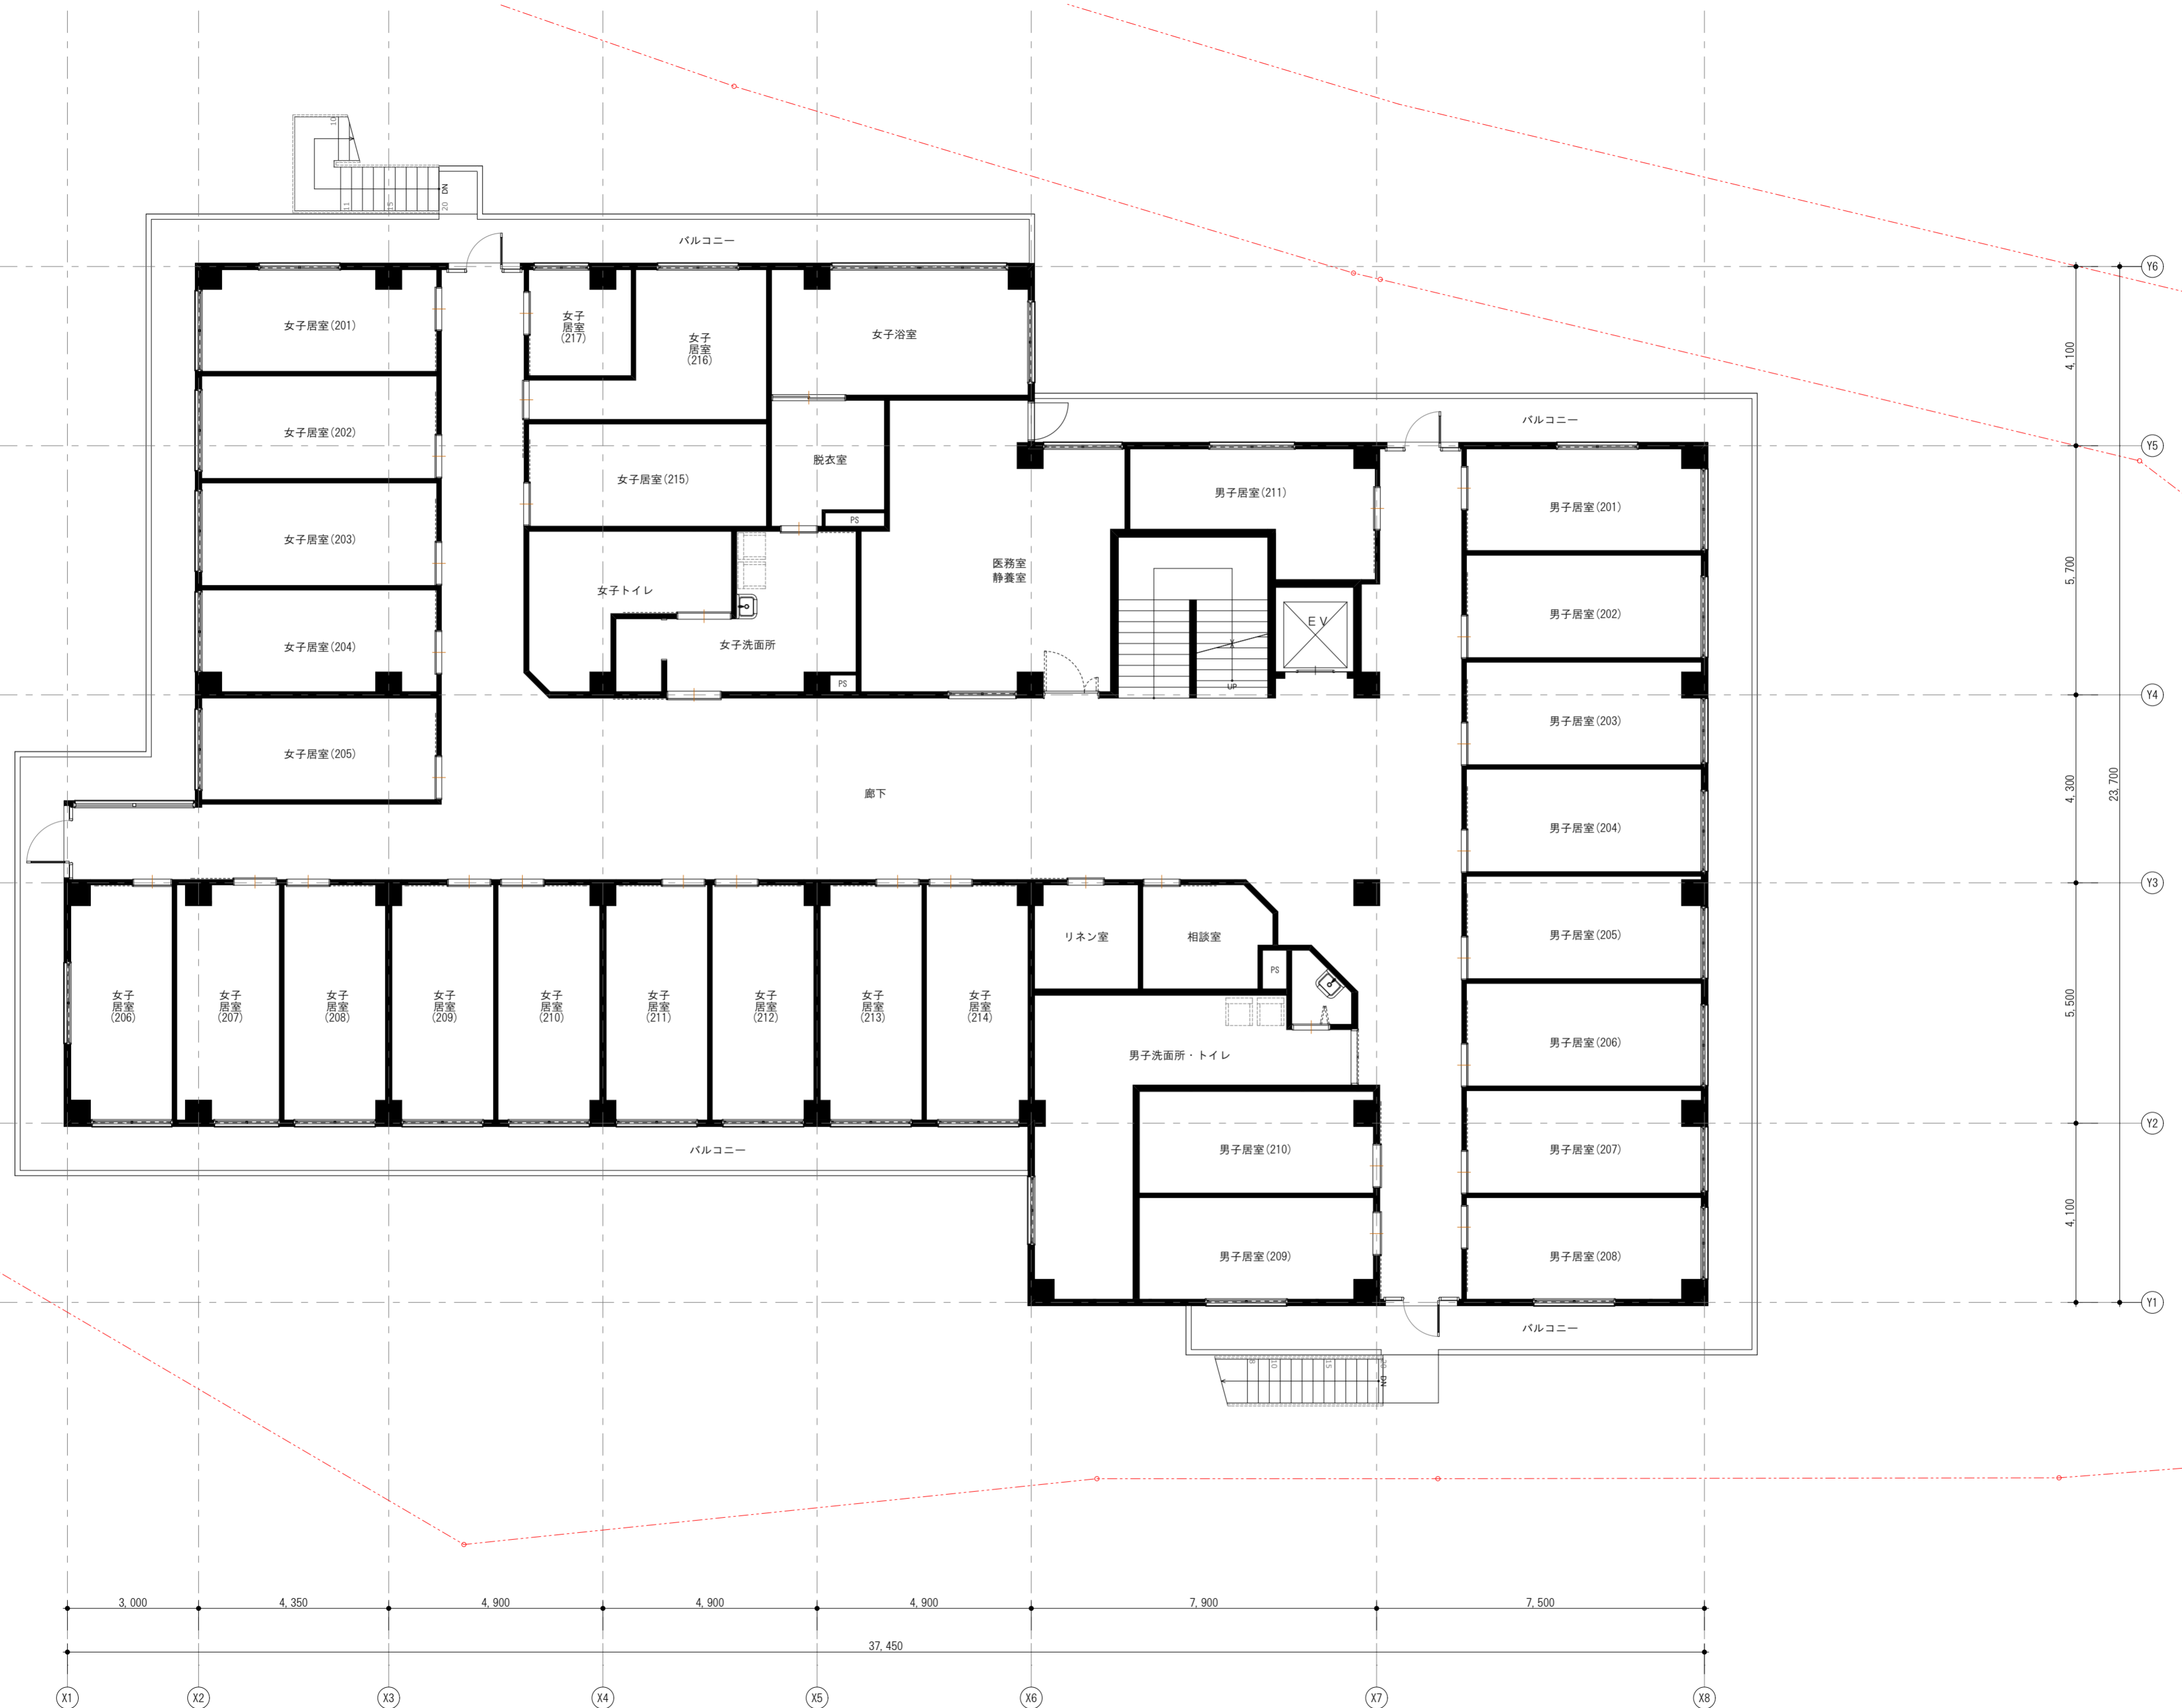 10
11
15
20
DN
バルコニー
Y6
女子居室(201)
女子
居室
(217)
女子
居室
(216)
女子浴室
4,100
バルコニー
Y5
女子居室(202)
脱衣室
女子居室(215)
男子居室(211)
男子居室(201)
PS
女子居室(203)
医務室
静養室
5,700
女子トイレ
EV
男子居室(202)
女子居室(204)
女子洗面所
PS
UP
Y4
男子居室(203)
女子居室(205)
廊下
4,300
23,700
男子居室(204)
Y3
リネン室
相談室
男子居室(205)
PS
女子
居室
(206)
女子
居室
(207)
女子
居室
(208)
女子
居室
(209)
女子
居室
(210)
女子
居室
(211)
女子
居室
(212)
女子
居室
(213)
女子
居室
(214)
5,500
男子洗面所・トイレ
男子居室(206)
Y2
バルコニー
男子居室(210)
男子居室(207)
4,100
男子居室(209)
男子居室(208)
Y1
バルコニー
8
10
15
20
DN
3,000
4,350
4,900
4,900
4,900
7,900
7,500
37,450
X1
X2
X3
X4
X5
X6
X7
X8